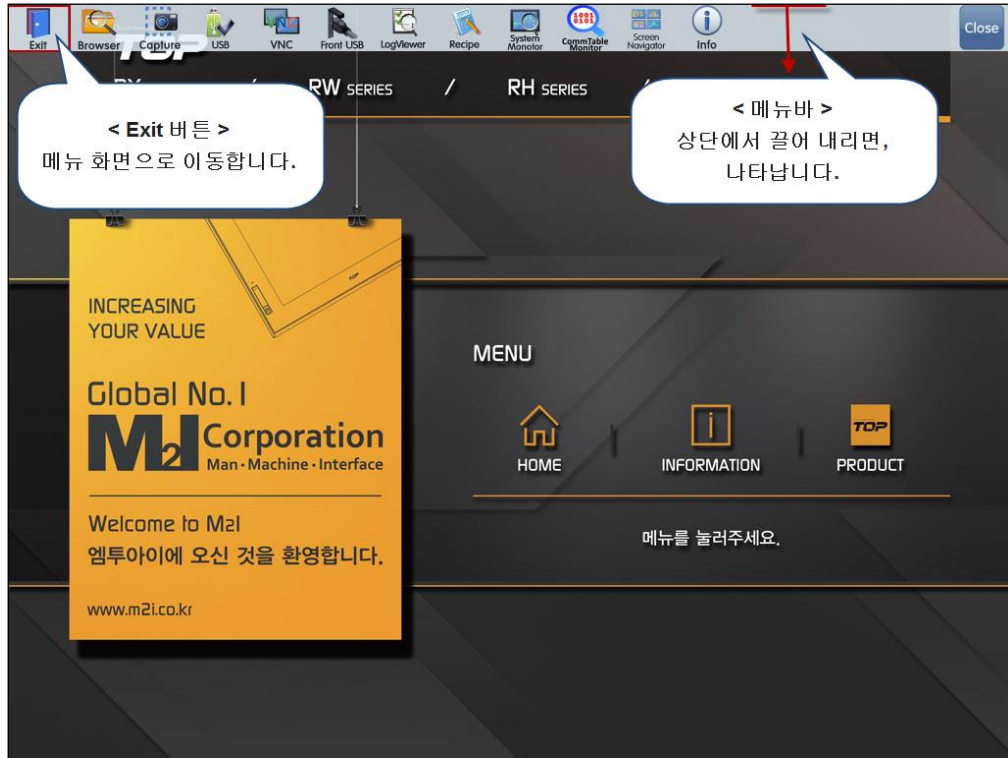 Exit Browser Capture USB VNC Front USB LogViewer Recipe System Monotor CommTable Monitor Screen Navigator Info Close
TOP
RW SERIES / RH SERIES /
< Exit 버튼 >
메뉴 화면으로 이동합니다.
< 메뉴바 >
상단에서 끌어 내리면,
나타납니다.
INCREASING
YOUR VALUE
Global No.1
M2I Corporation
Man·Machine·Interface
Welcome to M2I
엠투아이에 오신 것을 환영합니다.
www.m2i.co.kr
MENU
HOME INFORMATION TOP PRODUCT
메뉴를 눌러주세요.